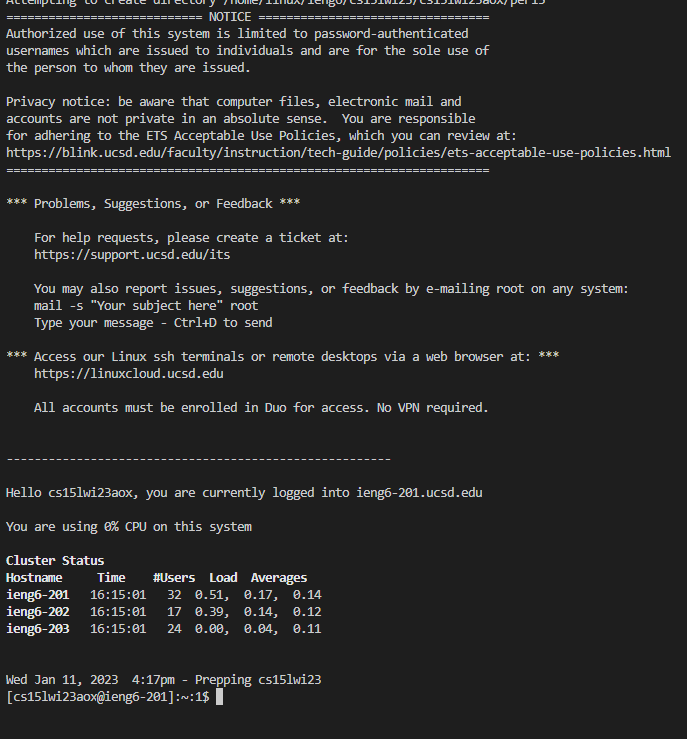 Attempting to create directory /home/linux/ieng6/cs15lwi23/cs15lwi23aox/perl5
============================ NOTICE =================================
Authorized use of this system is limited to password-authenticated
usernames which are issued to individuals and are for the sole use of
the person to whom they are issued.

Privacy notice: be aware that computer files, electronic mail and
accounts are not private in an absolute sense.  You are responsible
for adhering to the ETS Acceptable Use Policies, which you can review at:
https://blink.ucsd.edu/faculty/instruction/tech-guide/policies/ets-acceptable-use-policies.html
=====================================================================

*** Problems, Suggestions, or Feedback ***

    For help requests, please create a ticket at:
    https://support.ucsd.edu/its

    You may also report issues, suggestions, or feedback by e-mailing root on any system:
    mail -s "Your subject here" root
    Type your message - Ctrl+D to send

*** Access our Linux ssh terminals or remote desktops via a web browser at: ***
    https://linuxcloud.ucsd.edu

    All accounts must be enrolled in Duo for access. No VPN required.


-------------------------------------------------------

Hello cs15lwi23aox, you are currently logged into ieng6-201.ucsd.edu

You are using 0% CPU on this system

Cluster Status
Hostname     Time    #Users  Load  Averages
ieng6-201   16:15:01   32  0.51,  0.17,  0.14
ieng6-202   16:15:01   17  0.39,  0.14,  0.12
ieng6-203   16:15:01   24  0.00,  0.04,  0.11


Wed Jan 11, 2023  4:17pm - Prepping cs15lwi23
[cs15lwi23aox@ieng6-201]:~:1$